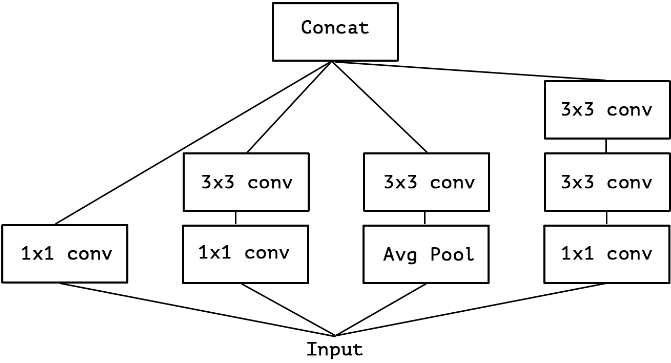 Concat
3x3 conv
3x3 conv
3x3 conv
3x3 conv
1x1 conv
1x1 conv
Avg Pool
1x1 conv
Input